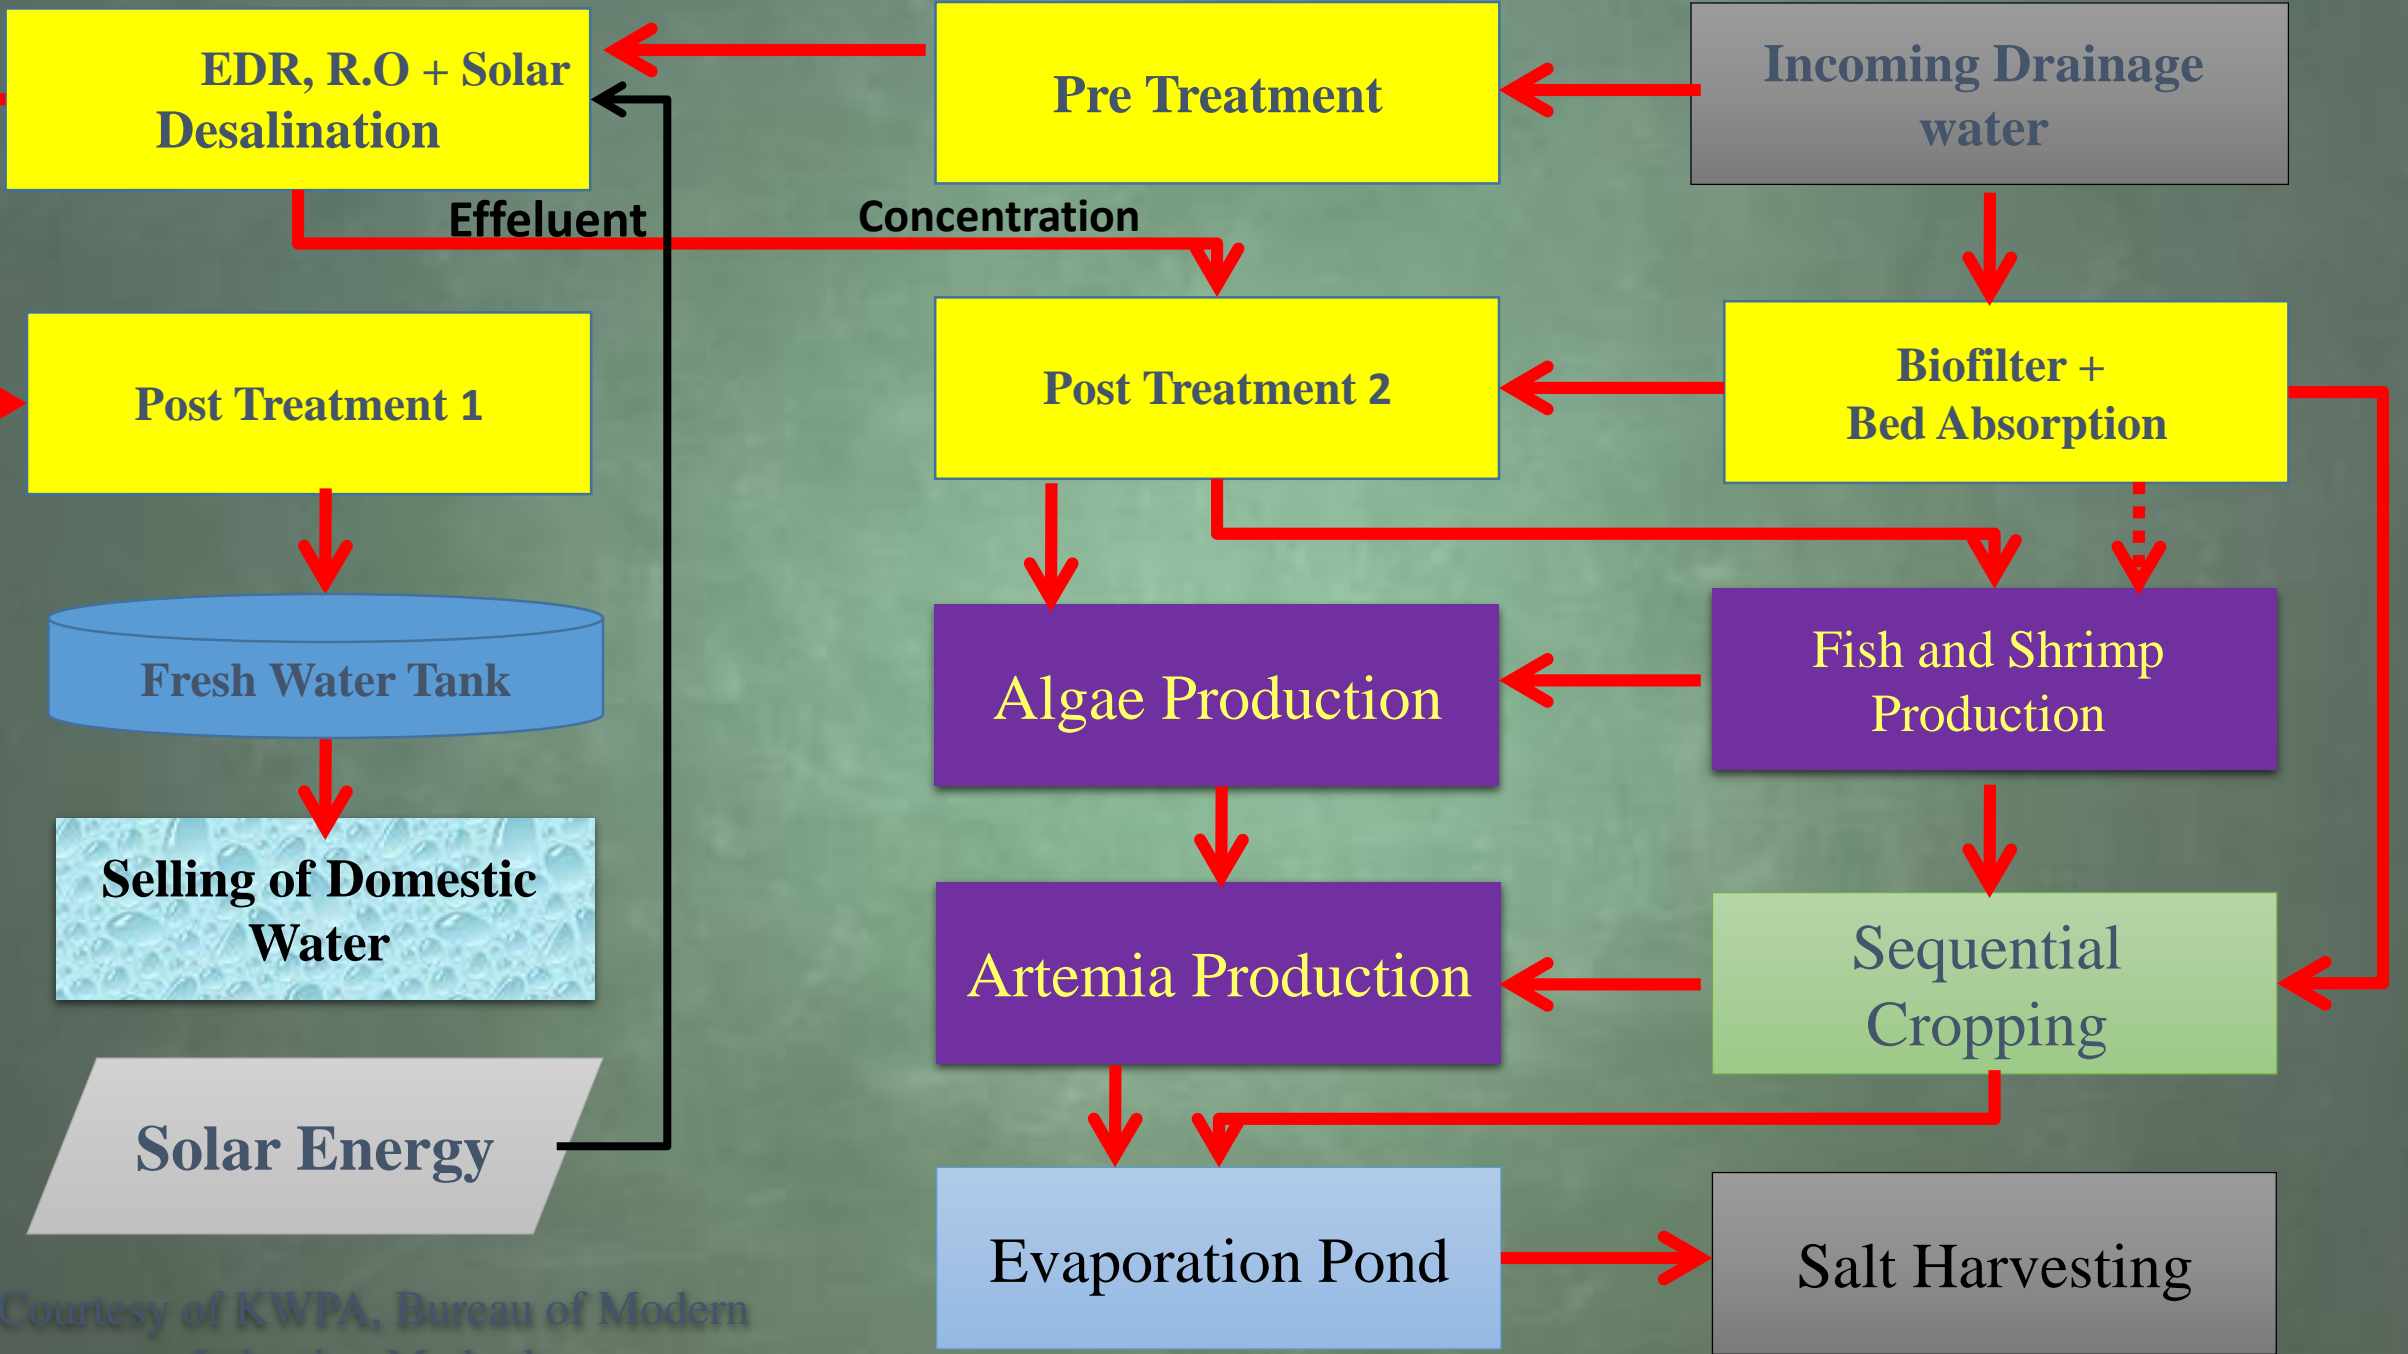 EDR, R.O + Solar
Desalination
Pre Treatment
Incoming Drainage
water
Effeluent
Concentration
Post Treatment 1
Post Treatment 2
Biofilter +
Bed Absorption
Fresh Water Tank
Algae Production
Fish and Shrimp
Production
Selling of Domestic
Water
Artemia Production
Sequential
Cropping
Solar Energy
Evaporation Pond
Salt Harvesting
Courtesy of KWPA, Bureau of Modern